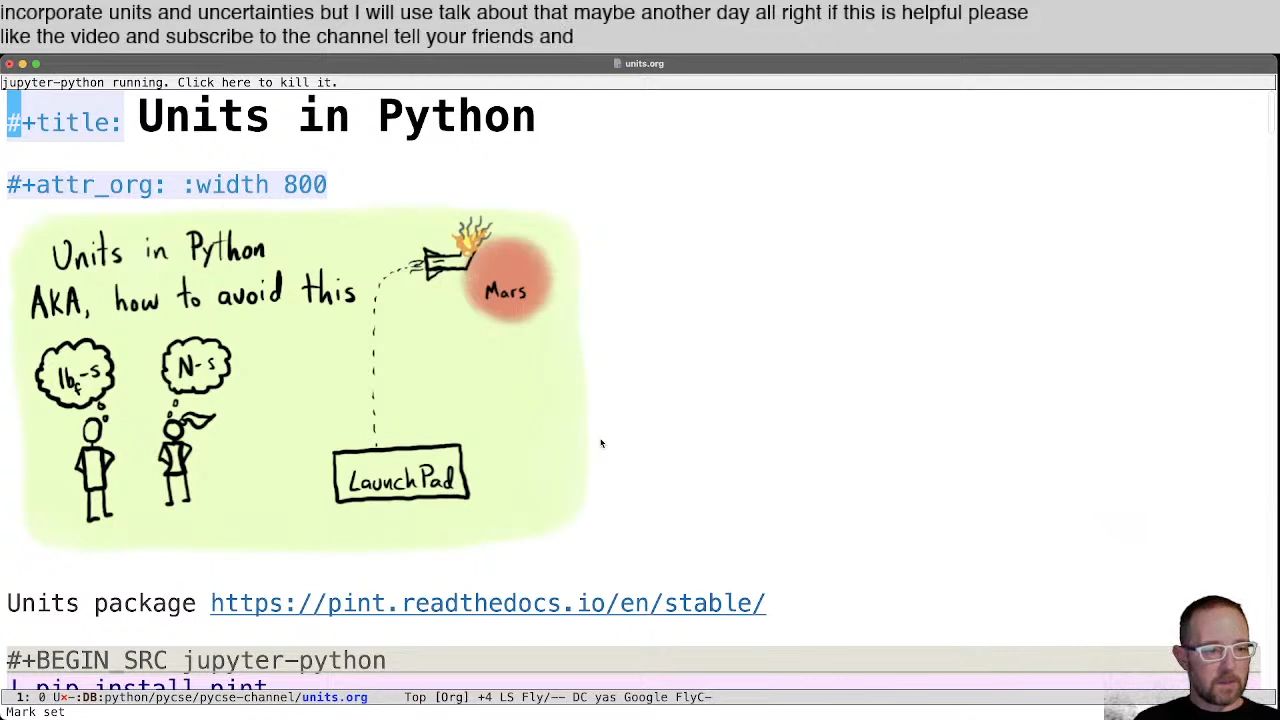 incorporate units and uncertainties but I will use talk about that maybe another day all right if this is helpful please
like the video and subscribe to the channel tell your friends and
units.org
jupyter-python running. Click here to kill it.
#+title: Units in Python
#+attr_org: :width 800
Units in Python
AKA, how to avoid this
Mars
lbf-s
N-s
LaunchPad
Units package https://pint.readthedocs.io/en/stable/
#+BEGIN_SRC jupyter-python
! pip install pint
1: 0 U×-:DB:python/pycse/pycse-channel/units.org Top [Org] +4 LS Fly/-- DC yas Google FlyC-
Mark set